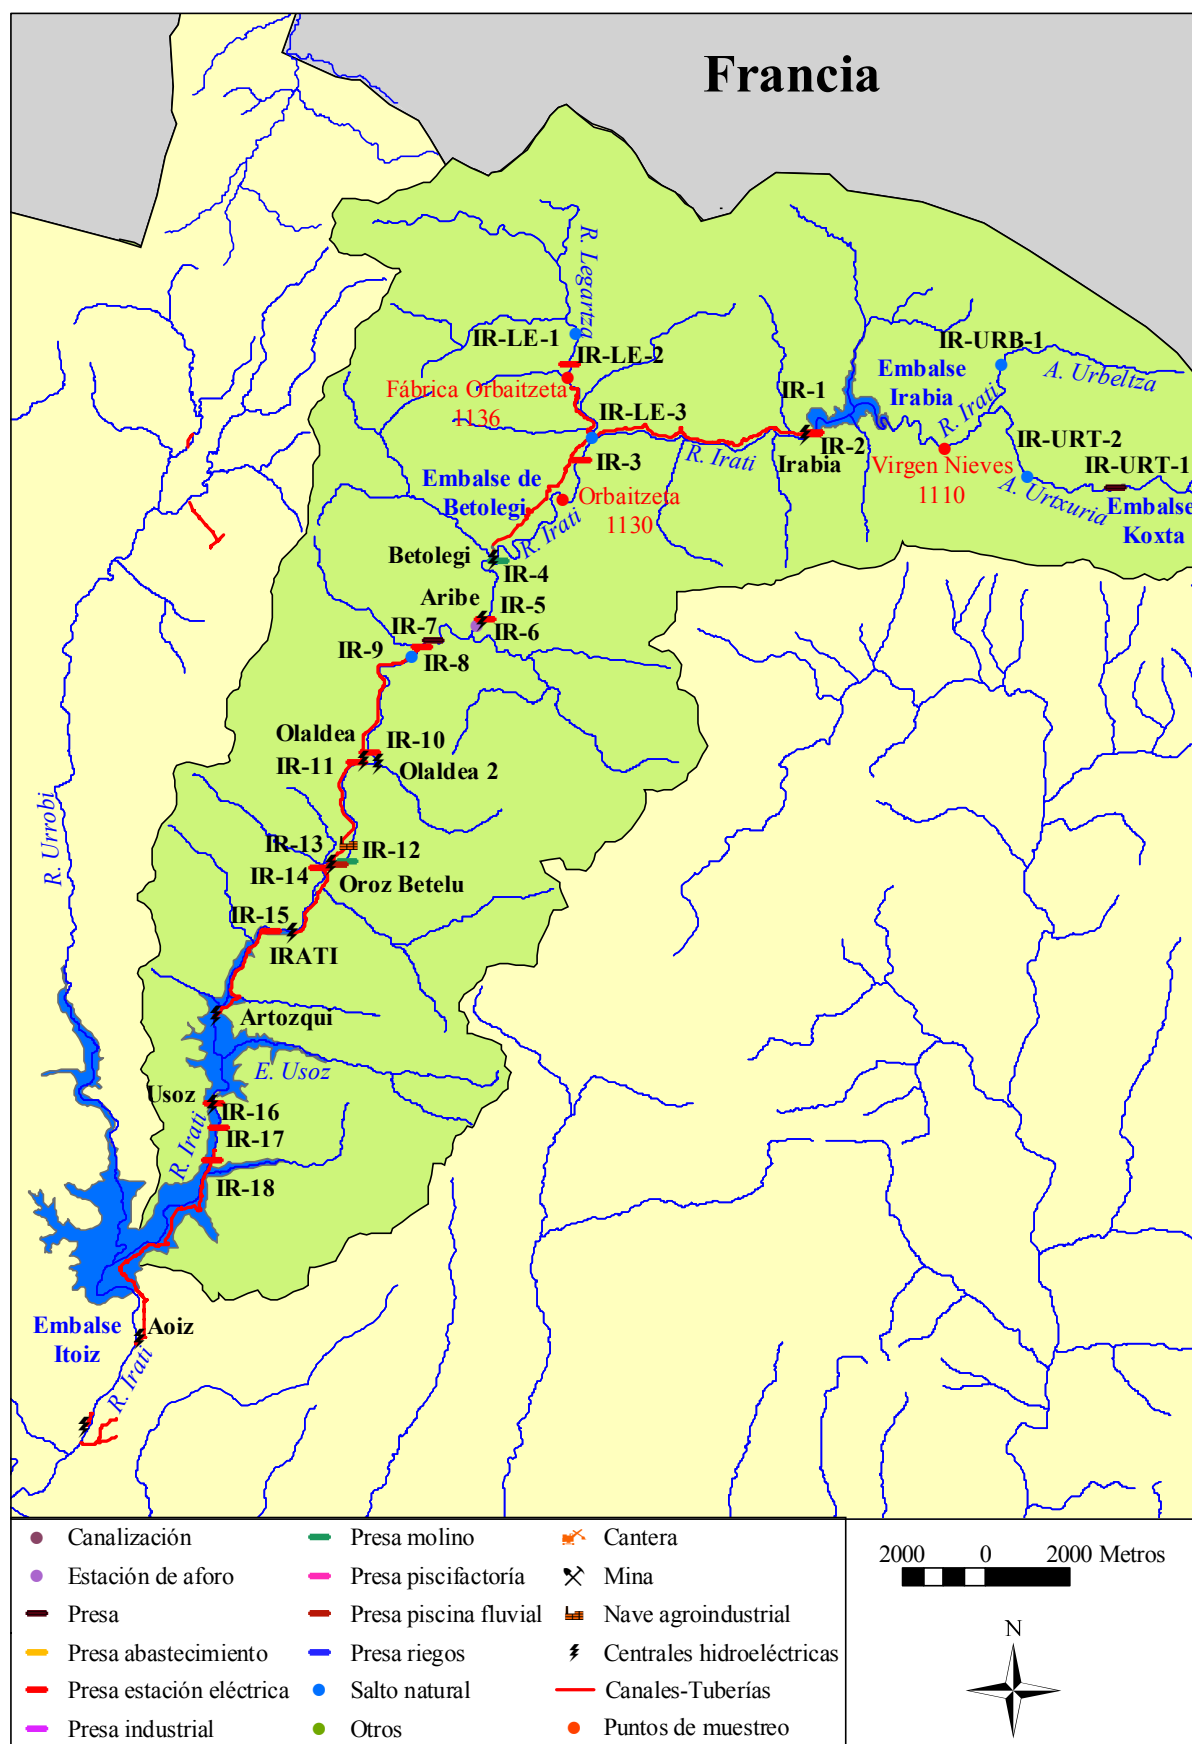 Francia
R. Legartza
IR-LE-1
IR-LE-2
Fábrica Orbaitzeta
1136
IR-LE-3
IR-1
IR-2
Irabia
R. Irati
Embalse
Irabia
R. Irati
IR-URB-1
A. Urbeltza
Virgen Nieves
1110
IR-URT-2
IR-URT-1
A. Urtxuria
Embalse
Koxta
IR-3
Embalse de
Betolegi
Orbaitzeta
1130
R. Irati
Betolegi
IR-4
Aribe
IR-5
IR-6
IR-7
IR-8
IR-9
Olaldea
IR-10
IR-11
Olaldea 2
IR-13
IR-12
IR-14
Oroz Betelu
IR-15
IRATI
R. Urrobi
Artozqui
E. Usoz
Usoz
IR-16
IR-17
R. Irati
IR-18
Embalse
Itoiz
Aoiz
R. Irati
Canalización
Estación de aforo
Presa
Presa abastecimiento
Presa estación eléctrica
Presa industrial
Presa molino
Presa piscifactoría
Presa piscina fluvial
Presa riegos
Salto natural
Otros
Cantera
Mina
Nave agroindustrial
Centrales hidroeléctricas
Canales-Tuberías
Puntos de muestreo
2000 0 2000 Metros
N